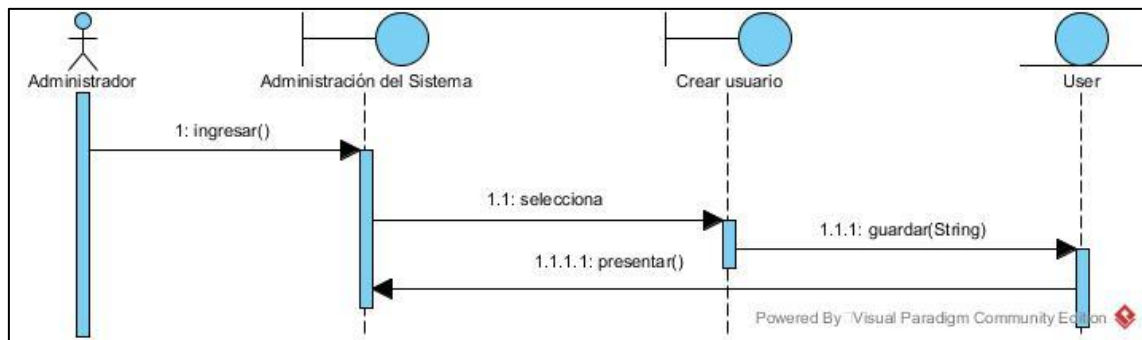 Administrador
Administración del Sistema
Crear usuario
User
1: ingresar()
1.1: selecciona
1.1.1: guardar(String)
1.1.1.1: presentar()
Powered By Visual Paradigm Community Edition